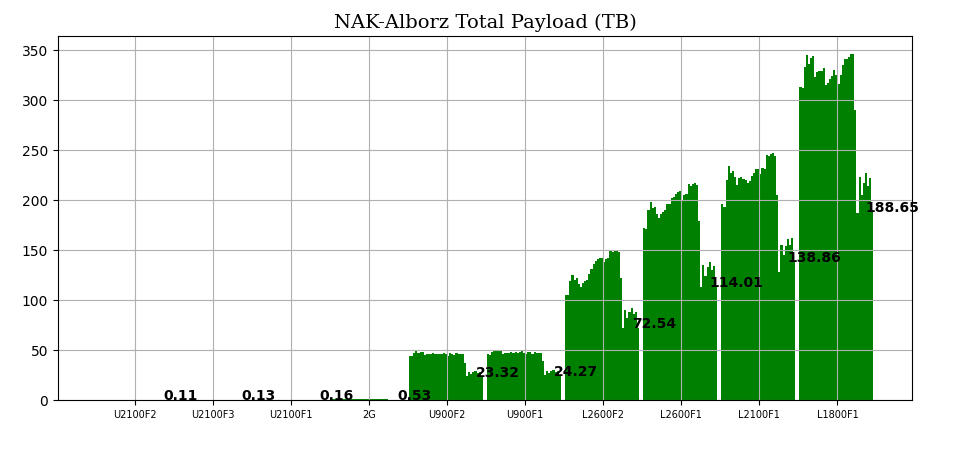 NAK-Alborz Total Payload (TB)
350
300
250
200
150
100
50
0
188.65
138.86
114.01
72.54
23.32
24.27
0.11
0.13
0.16
0.53
U2100F2
U2100F3
U2100F1
2G
U900F2
U900F1
L2600F2
L2600F1
L2100F1
L1800F1